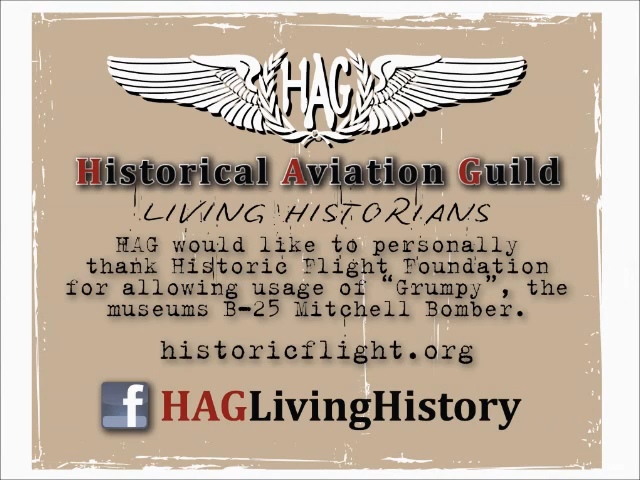 HAG
Historical Aviation Guild
LIVING HISTORIANS
HAG would like to personally
thank Historic Flight Foundation
for allowing usage of “Grumpy”, the
museums B-25 Mitchell Bomber.
historicflight.org
f HAGLivingHistory